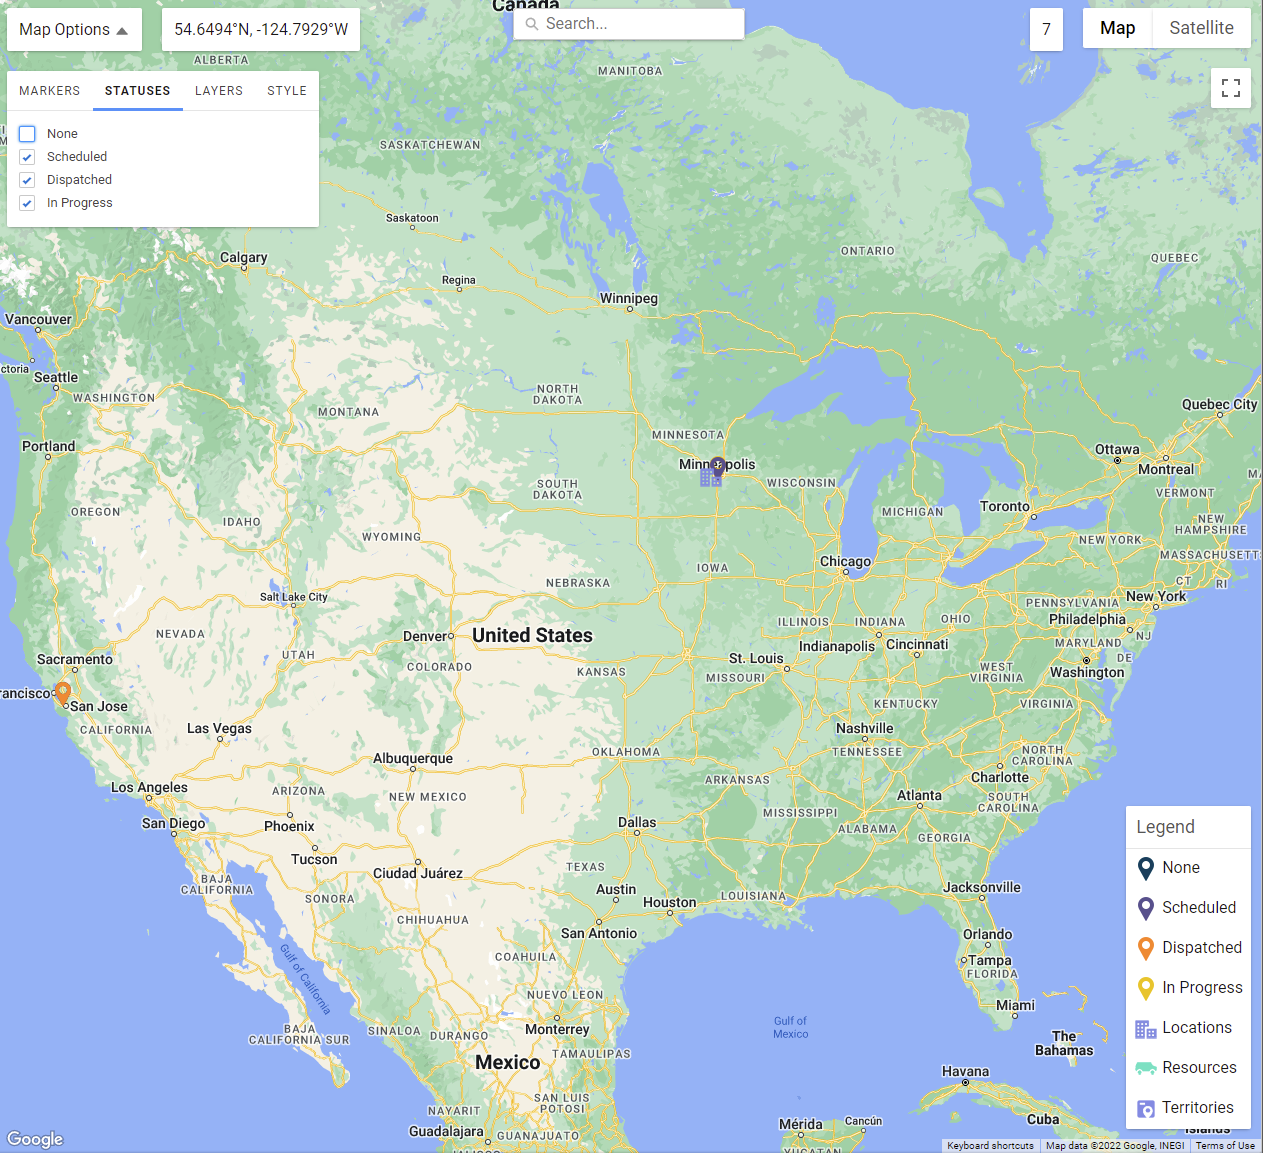 Map Options
54.6494°N, -124.7929°W
Search...
7
Map
Satellite
MARKERS
STATUSES
LAYERS
STYLE
None
Scheduled
Dispatched
In Progress
Canada
ALBERTA
MANITOBA
SASKATCHEWAN
Saskatoon
ONTARIO
QUEBEC
Calgary
Regina
Winnipeg
Vancouver
ctoria
Seattle
WASHINGTON
MONTANA
NORTH
DAKOTA
Quebec City
Portland
MINNESOTA
Ottawa
Montreal
Minneapolis
SOUTH
DAKOTA
WISCONSIN
VERMONT
MA
OREGON
IDAHO
MICHIGAN
Toronto
NEW
HAMPSHIRE
WYOMING
NEW YORK
MASSACHUSETT
Chicago
IOWA
NEBRASKA
CT
RI
Salt Lake City
New York
PENNSYLVANIA
ILLINOIS
INDIANA
OHIO
Philadelphia
NEVADA
Denver
United States
Indianapolis
Cincinnati
NJ
MARYLAND
UTAH
Sacramento
COLORADO
KANSAS
St. Louis
MISSOURI
WEST
VIRGINIA
DE
Washington
rancisco
San Jose
KENTUCKY
VIRGINIA
CALIFORNIA
Las Vegas
Nashville
TENNESSEE
OKLAHOMA
NORTH
CAROLINA
Albuquerque
Charlotte
ARKANSAS
Los Angeles
ARIZONA
NEW MEXICO
Atlanta
SOUTH
CAROLINA
MISSISSIPPI
San Diego
Phoenix
Dallas
ALABAMA
GEORGIA
Tucson
Ciudad Juárez
TEXAS
BAJA
CALIFORNIA
SONORA
Austin
Houston
LOUISIANA
Jacksonville
CHIHUAHUA
San Antonio
Orlando
Tampa
FLORIDA
COAHUILA
Gulf of California
NUEVO LEON
Miami
BAJA
CALIFORNIA SUR
SINALOA
DURANGO
Monterrey
Gulf of
Mexico
The
Bahamas
TAMAULIPAS
Mexico
Havana
SAN LUIS
POTOSI
NAYARIT
Guadalajara
GUANAJUATO
JALISCO
Mérida
Cancún
YUCATAN
Cuba
Islands
Legend
None
Scheduled
Dispatched
In Progress
Locations
Resources
Territories
Google
Keyboard shortcuts
Map data ©2022 Google, INEGI
Terms of Use